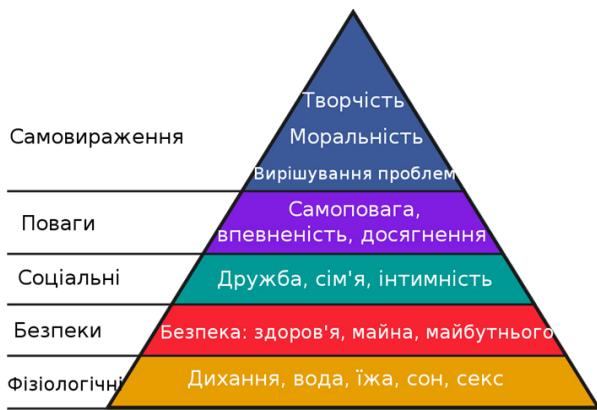 Творчість
Самовираження
Моральність
Вирішування проблем
Поваги
Самоповага,
впевненість, досягнення
Соціальні
Дружба, сім'я, інтимність
Безпеки
Безпека: здоров'я, майна, майбутнього
Фізіологічні
Дихання, вода, їжа, сон, секс